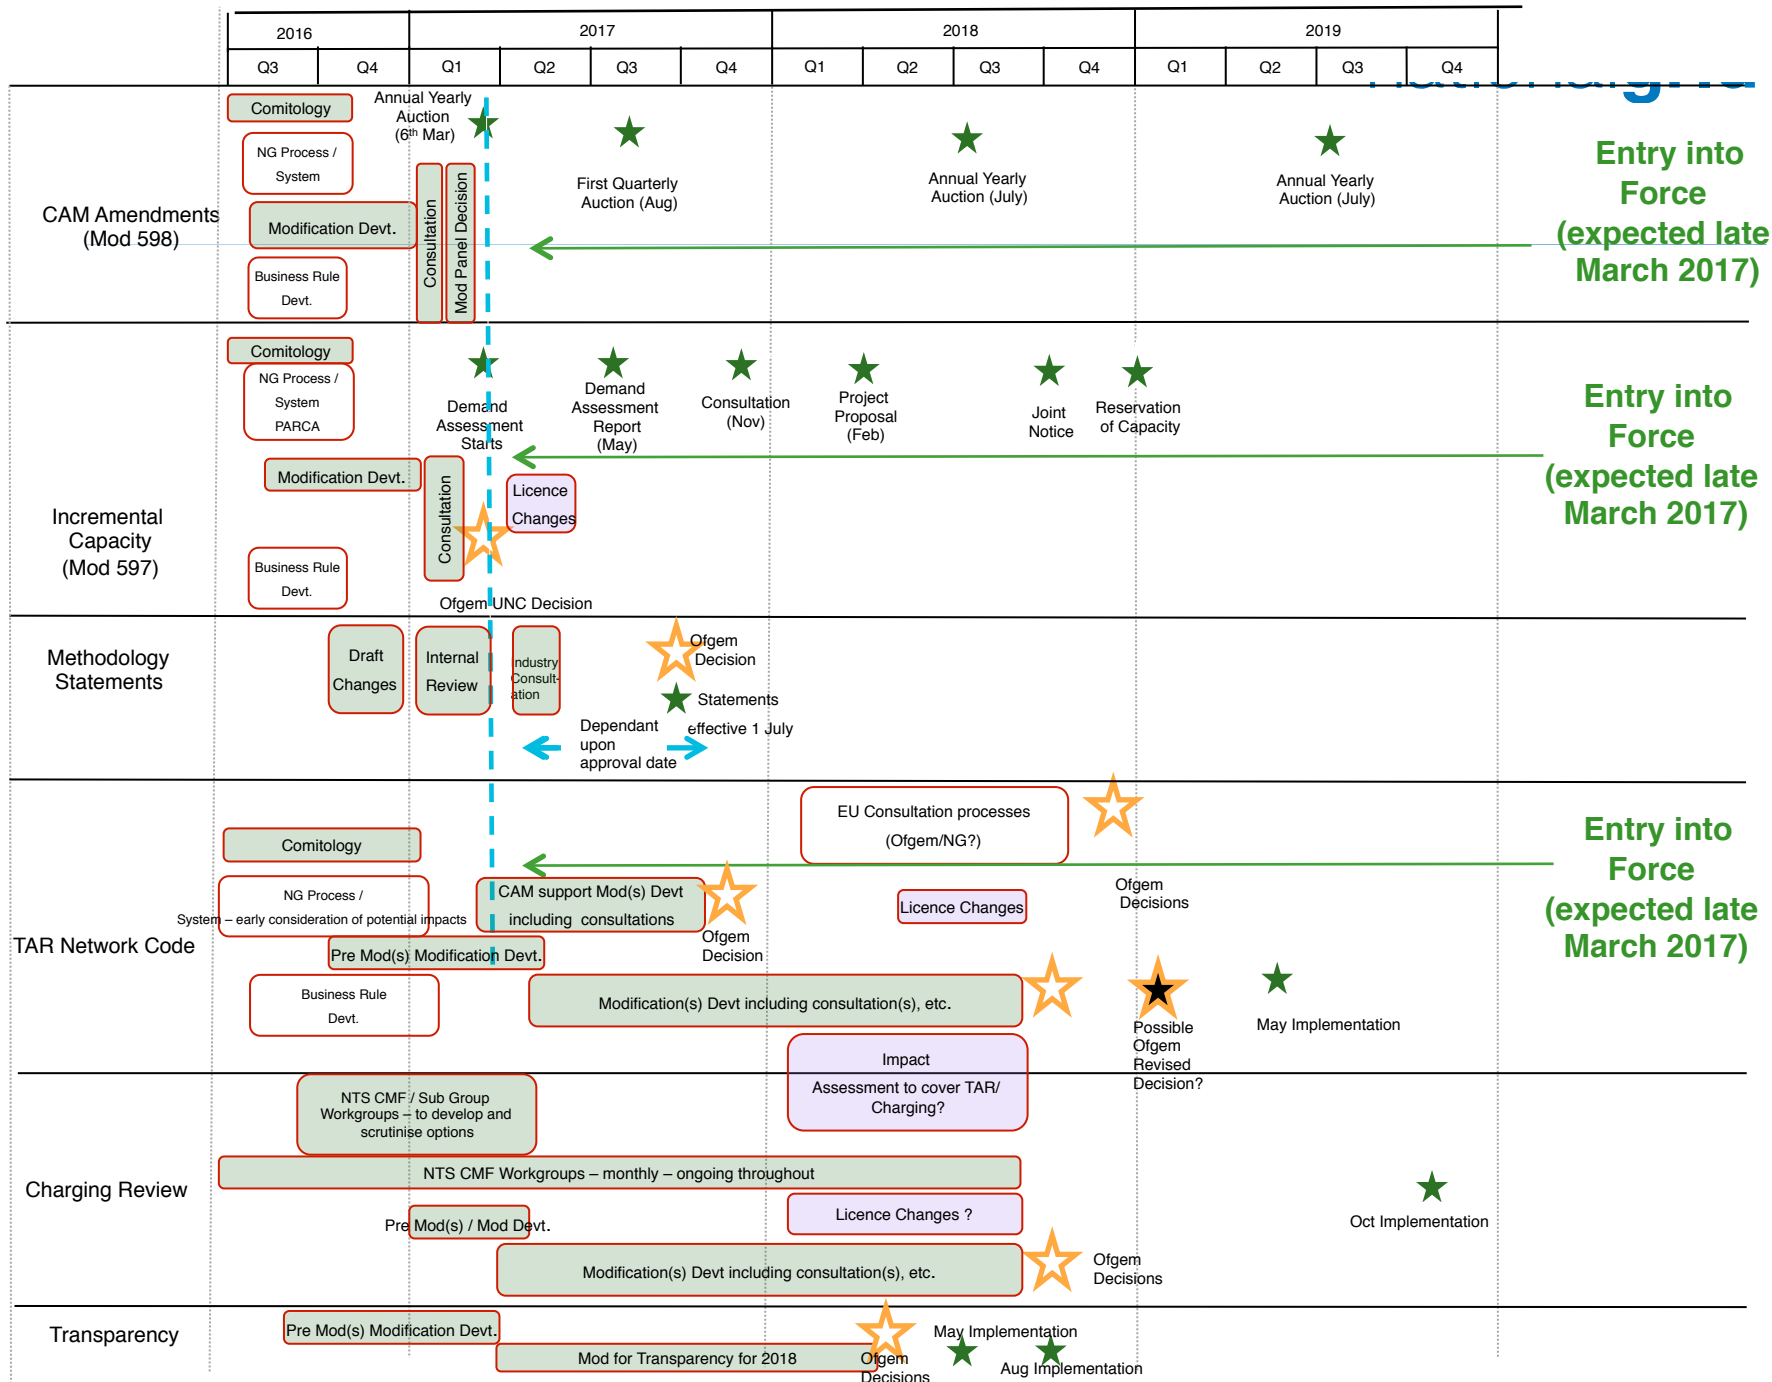 2016
2017
2018
2019
Q3
Q4
Q1
Q2
Q3
Q4
Q1
Q2
Q3
Q4
Q1
Q2
Q3
Q4
CAM Amendments
(Mod 598)
Comitology
NG Process /
System
Modification Devt.
Business Rule
Devt.
Annual Yearly
Auction
(6th Mar)
Consultation
Mod Panel Decision
First Quarterly
Auction (Aug)
Annual Yearly
Auction (July)
Annual Yearly
Auction (July)
Entry into
Force
(expected late
March 2017)
Incremental
Capacity
(Mod 597)
Comitology
NG Process /
System
PARCA
Modification Devt.
Business Rule
Devt.
Consultation
Demand
Assessment
Starts
Ofgem UNC Decision
Licence
Changes
Demand
Assessment
Report
(May)
Consultation
(Nov)
Project
Proposal
(Feb)
Joint
Notice
Reservation
of Capacity
Entry into
Force
(expected late
March 2017)
Methodology
Statements
Draft
Changes
Internal
Review
ndustry
Consult-
ation
Ofgem
Decision
Statements
effective 1 July
Dependant
upon
approval date
TAR Network Code
Comitology
NG Process /
System – early consideration of potential impacts
Pre Mod(s) Modification Devt.
Business Rule
Devt.
CAM support Mod(s) Devt
including consultations
Ofgem
Decision
EU Consultation processes
(Ofgem/NG?)
Licence Changes
Ofgem
Decisions
Modification(s) Devt including consultation(s), etc.
Possible
Ofgem
Revised
Decision?
May Implementation
Entry into
Force
(expected late
March 2017)
Impact
Assessment to cover TAR/
Charging?
Charging Review
NTS CMF / Sub Group
Workgroups – to develop and
scrutinise options
NTS CMF Workgroups – monthly – ongoing throughout
Pre Mod(s) / Mod Devt.
Licence Changes ?
Modification(s) Devt including consultation(s), etc.
Ofgem
Decisions
Oct Implementation
Transparency
Pre Mod(s) Modification Devt.
Mod for Transparency for 2018
Ofgem
Decisions
May Implementation
Aug Implementation